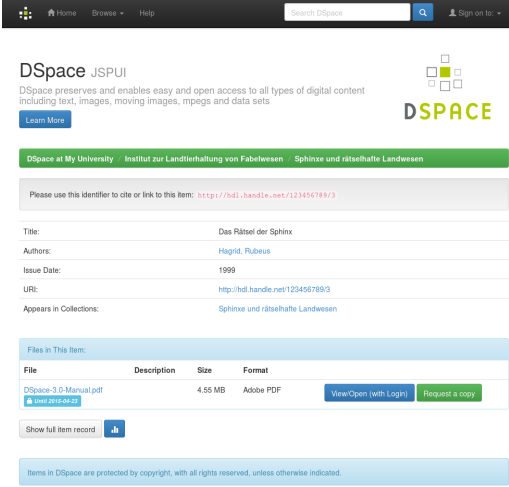 Home Browse Help Search DSpace Sign on to:
DSpace JSPUI
DSpace preserves and enables easy and open access to all types of digital content
including text, images, moving images, mpegs and data sets
Learn More
DSPACE
DSpace at My University / Institut zur Landtierhaltung von Fabelwesen / Sphinxe und rätselhafte Landwesen
Please use this identifier to cite or link to this item: http://hdl.handle.net/123456789/3
Title: Das Rätsel der Sphinx
Authors: Hagrid, Rubeus
Issue Date: 1999
URI: http://hdl.handle.net/123456789/3
Appears in Collections: Sphinxe und rätselhafte Landwesen
Files in This Item:
File Description Size Format
DSpace-3.0-Manual.pdf 4.55 MB Adobe PDF View/Open (with Login) Request a copy
Until 2015-04-23
Show full item record
Items in DSpace are protected by copyright, with all rights reserved, unless otherwise indicated.